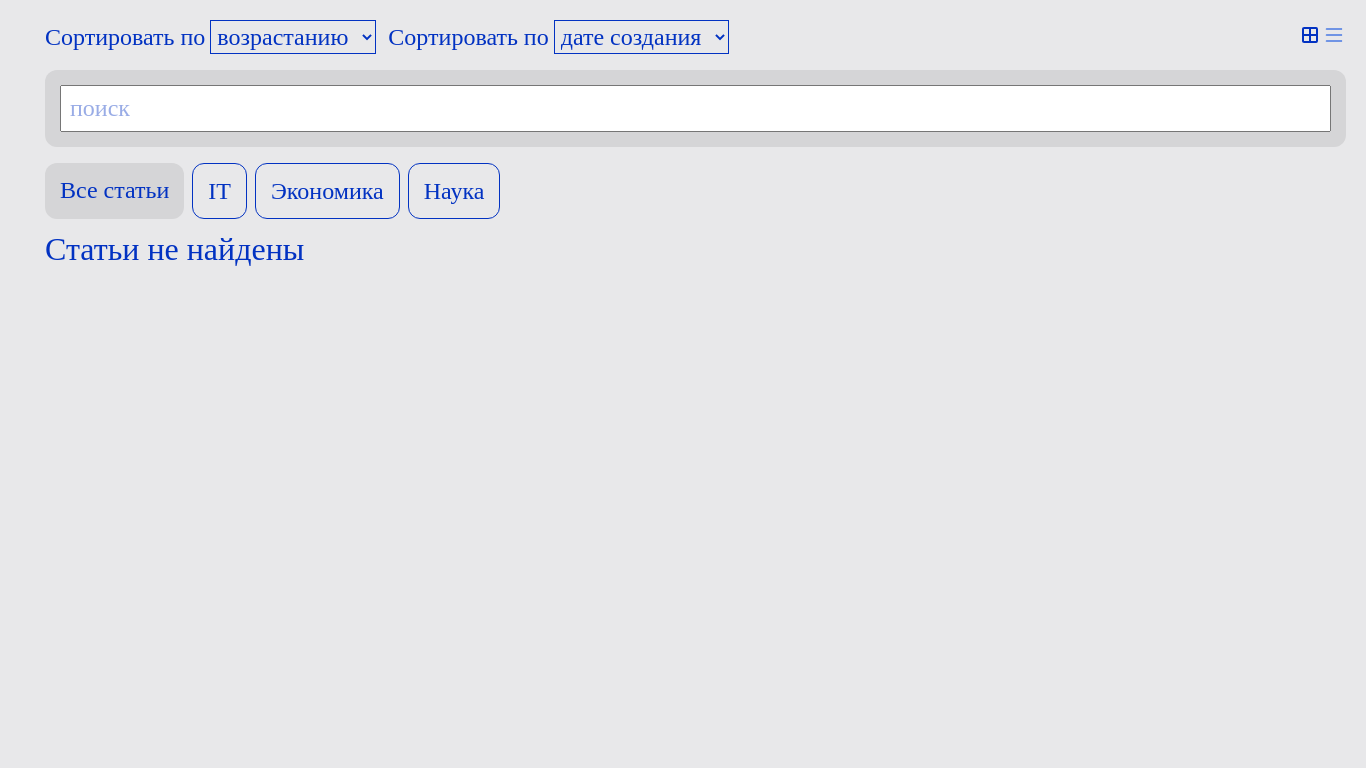 Сортировать по возрастанию Сортировать по дате создания
поиск
Все статьи IT Экономика Наука
Статьи не найдены